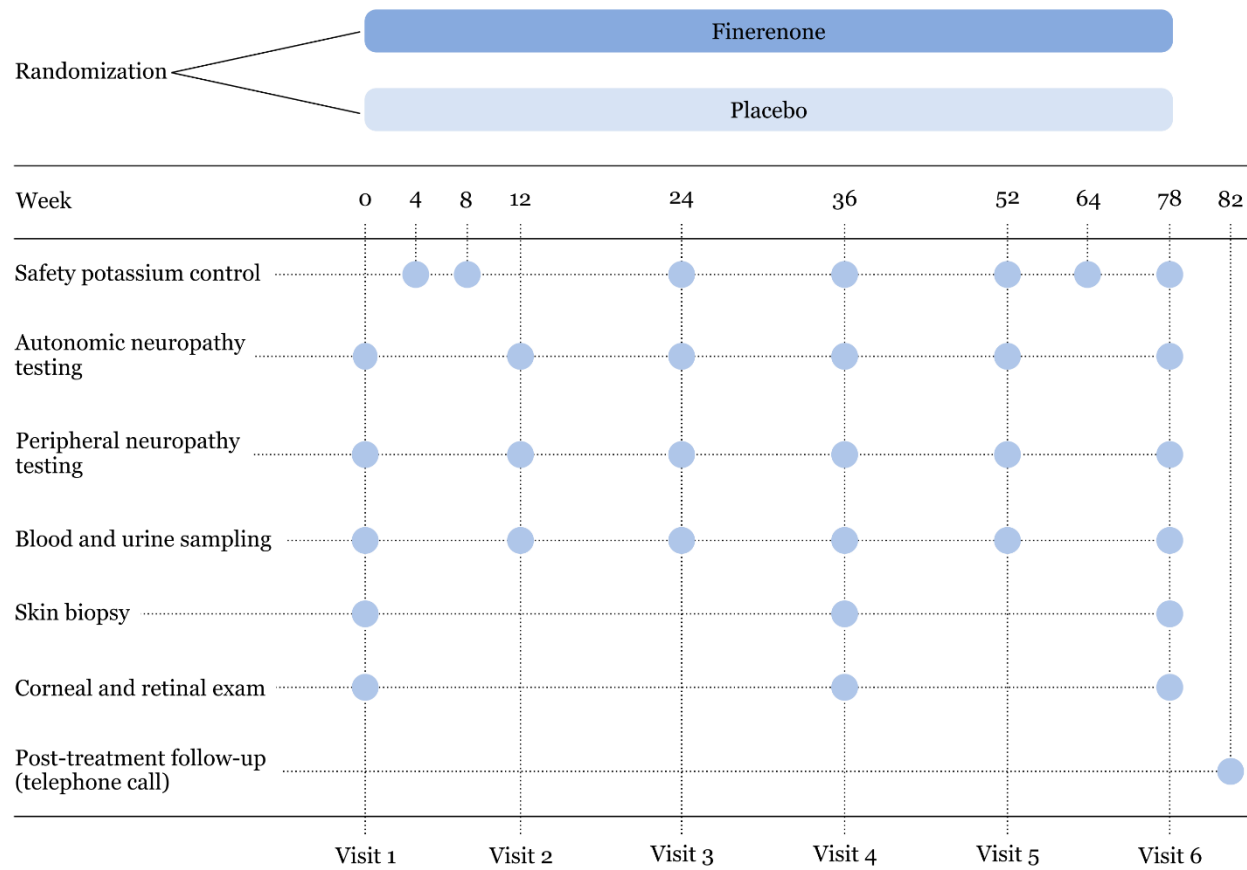 Finerenone
Randomization
Placebo
Week 0 4 8 12 24 36 52 64 78 82
Safety potassium control
Autonomic neuropathy
testing
Peripheral neuropathy
testing
Blood and urine sampling
Skin biopsy
Corneal and retinal exam
Post-treatment follow-up
(telephone call)
Visit 1 Visit 2 Visit 3 Visit 4 Visit 5 Visit 6